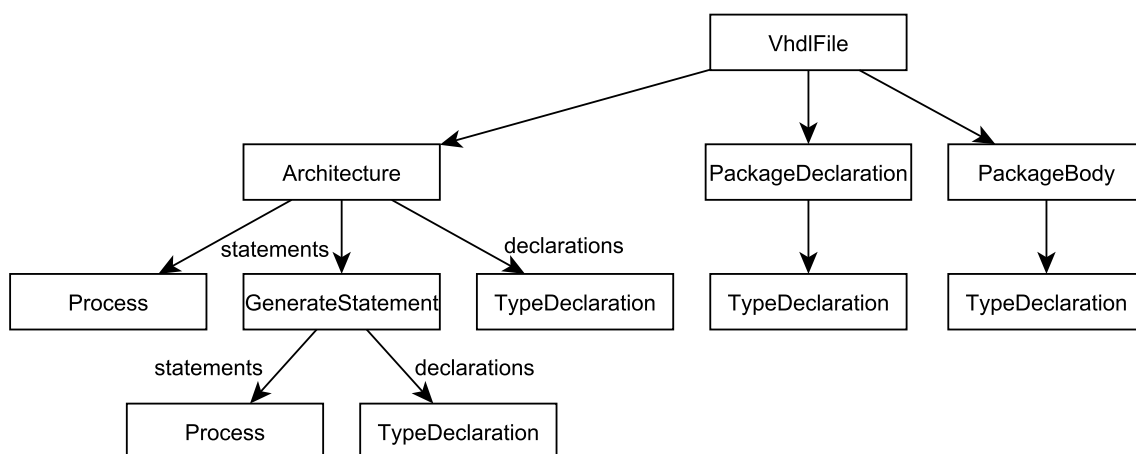 VhdlFile
Architecture
PackageDeclaration
PackageBody
statements
declarations
Process
GenerateStatement
TypeDeclaration
TypeDeclaration
TypeDeclaration
statements
declarations
Process
TypeDeclaration